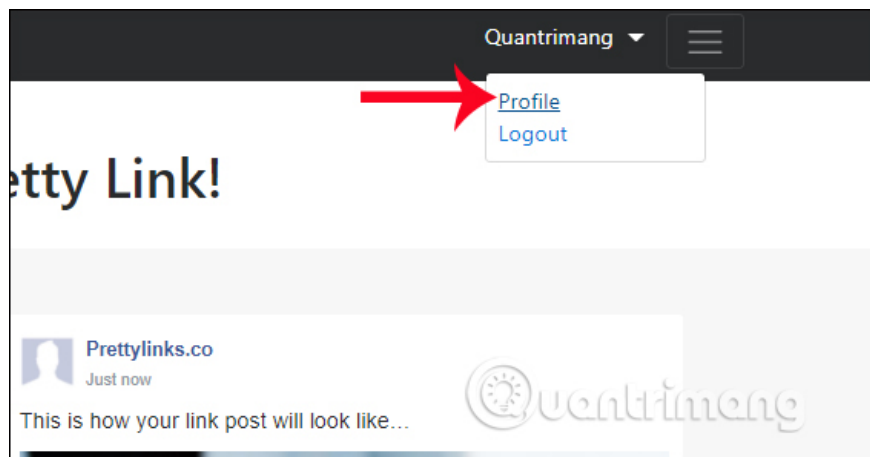 Quantrimang
Profile
Logout
etty Link!
Prettylinks.co
Just now
This is how your link post will look like...
Quantrimang